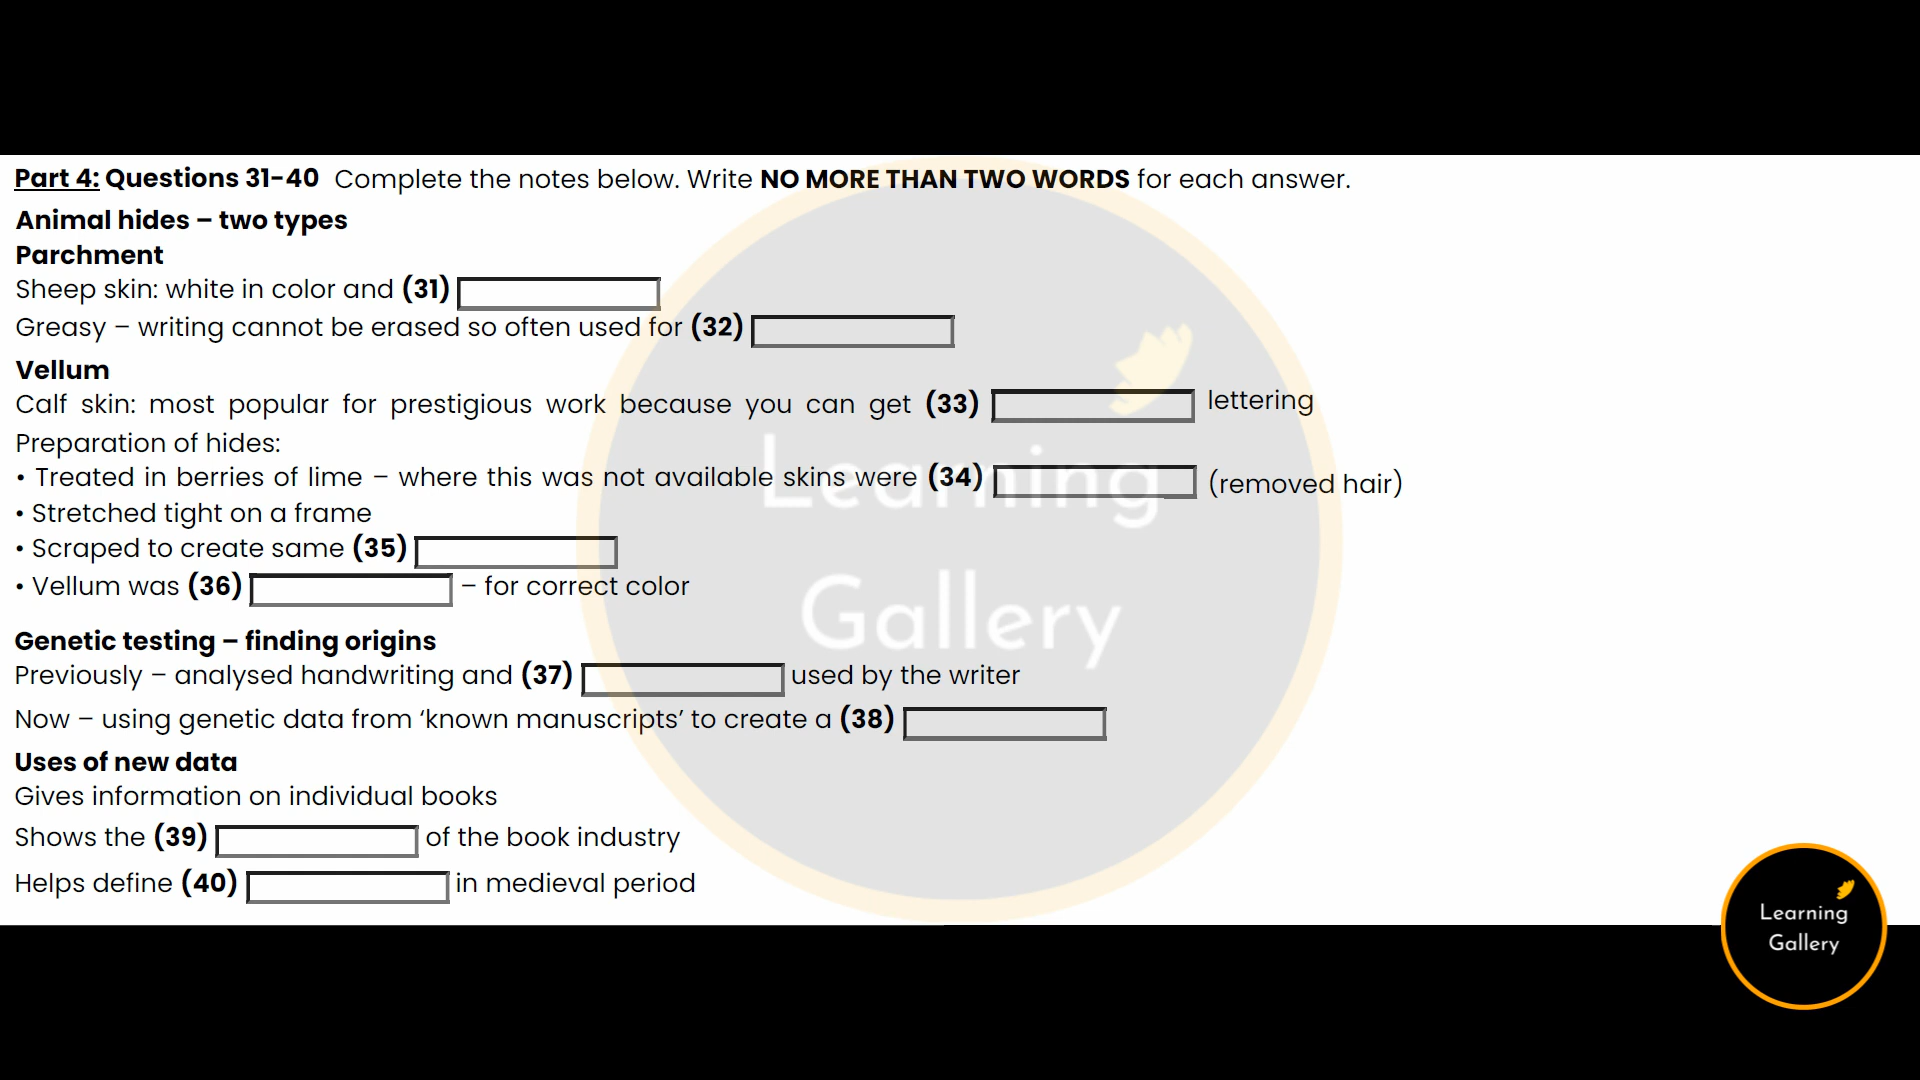 Part 4: Questions 31-40 Complete the notes below. Write NO MORE THAN TWO WORDS for each answer.
Animal hides – two types
Parchment
Sheep skin: white in color and (31)
Greasy – writing cannot be erased so often used for (32)
Vellum
Calf skin: most popular for prestigious work because you can get (33) lettering
Preparation of hides:
• Treated in berries of lime – where this was not available skins were (34) (removed hair)
• Stretched tight on a frame
• Scraped to create same (35)
• Vellum was (36) – for correct color
Genetic testing – finding origins
Previously – analysed handwriting and (37) used by the writer
Now – using genetic data from ‘known manuscripts’ to create a (38)
Uses of new data
Gives information on individual books
Shows the (39) of the book industry
Helps define (40) in medieval period
Learning
Gallery
Learning
Gallery